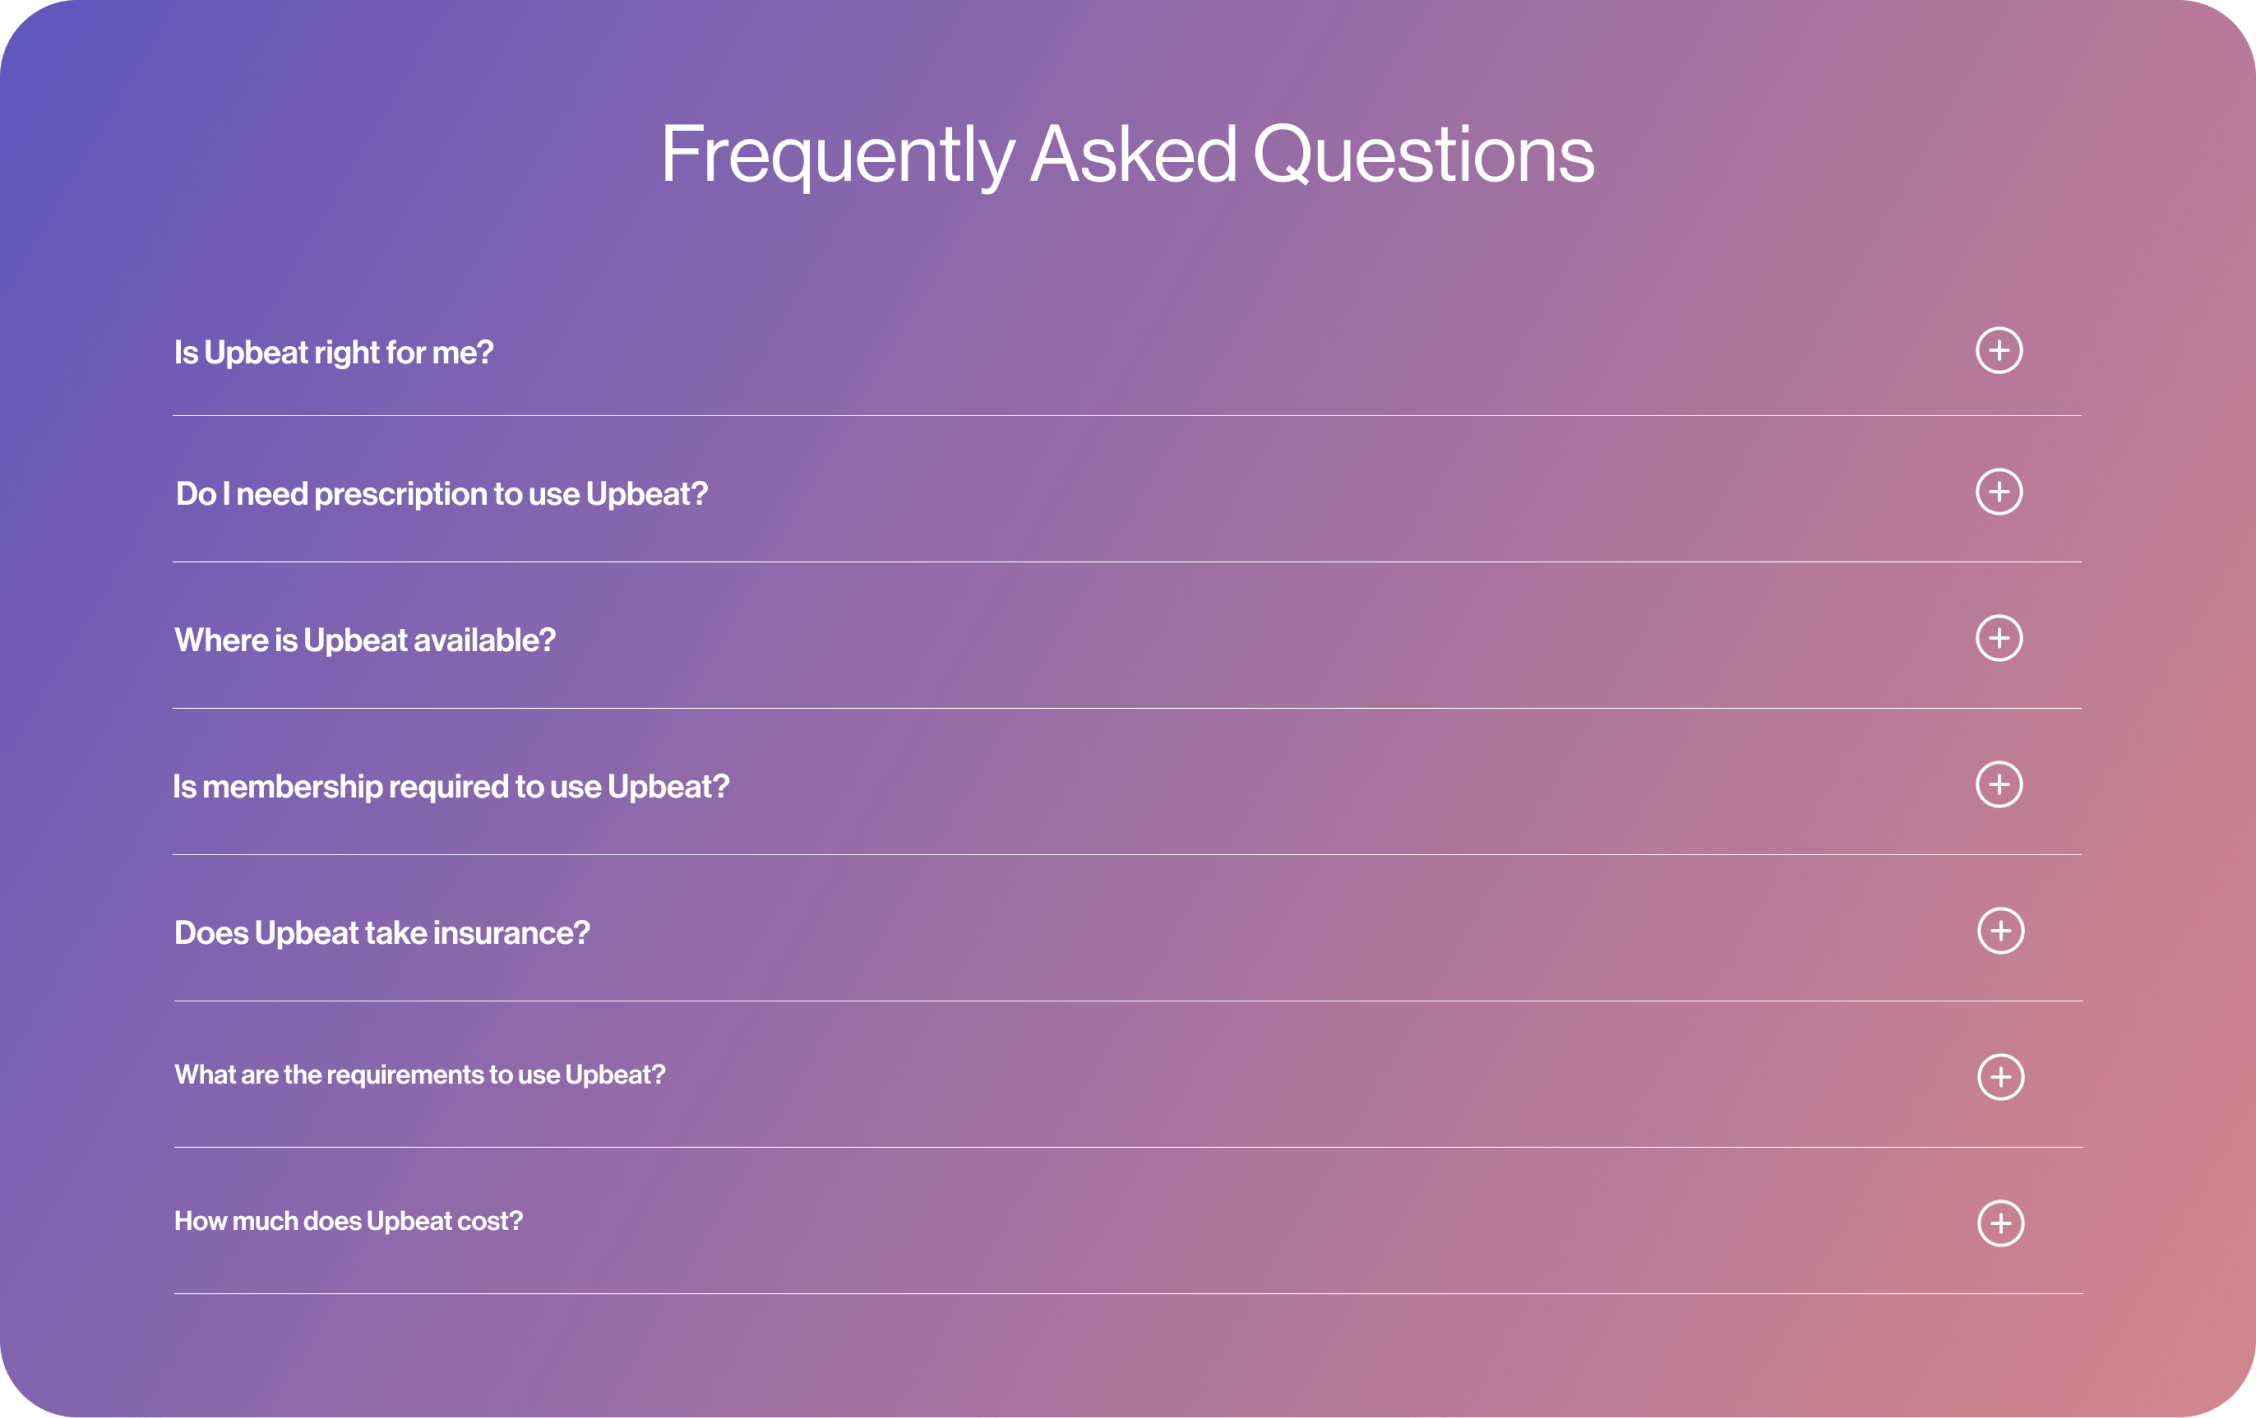 Frequently Asked Questions
Is Upbeat right for me?
Do I need prescription to use Upbeat?
Where is Upbeat available?
Is membership required to use Upbeat?
Does Upbeat take insurance?
What are the requirements to use Upbeat?
How much does Upbeat cost?